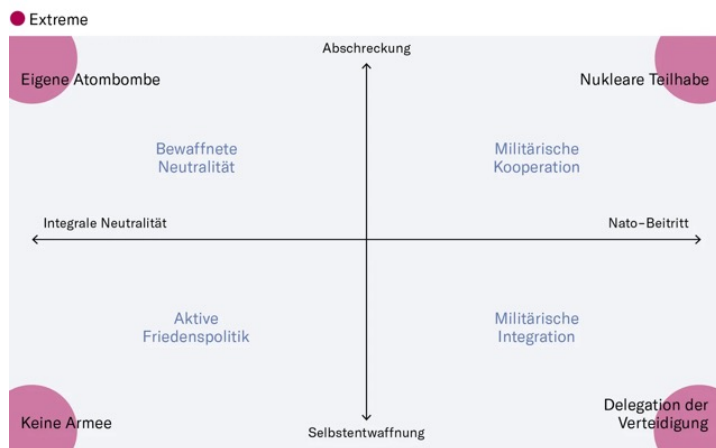 Extreme
Abschreckung
Eigene Atombombe
Nukleare Teilhabe
Bewaffnete
Neutralität
Militärische
Kooperation
Integrale Neutralität
Nato-Beitritt
Aktive
Friedenspolitik
Militärische
Integration
Keine Armee
Delegation der
Verteidigung
Selbstentwaffnung